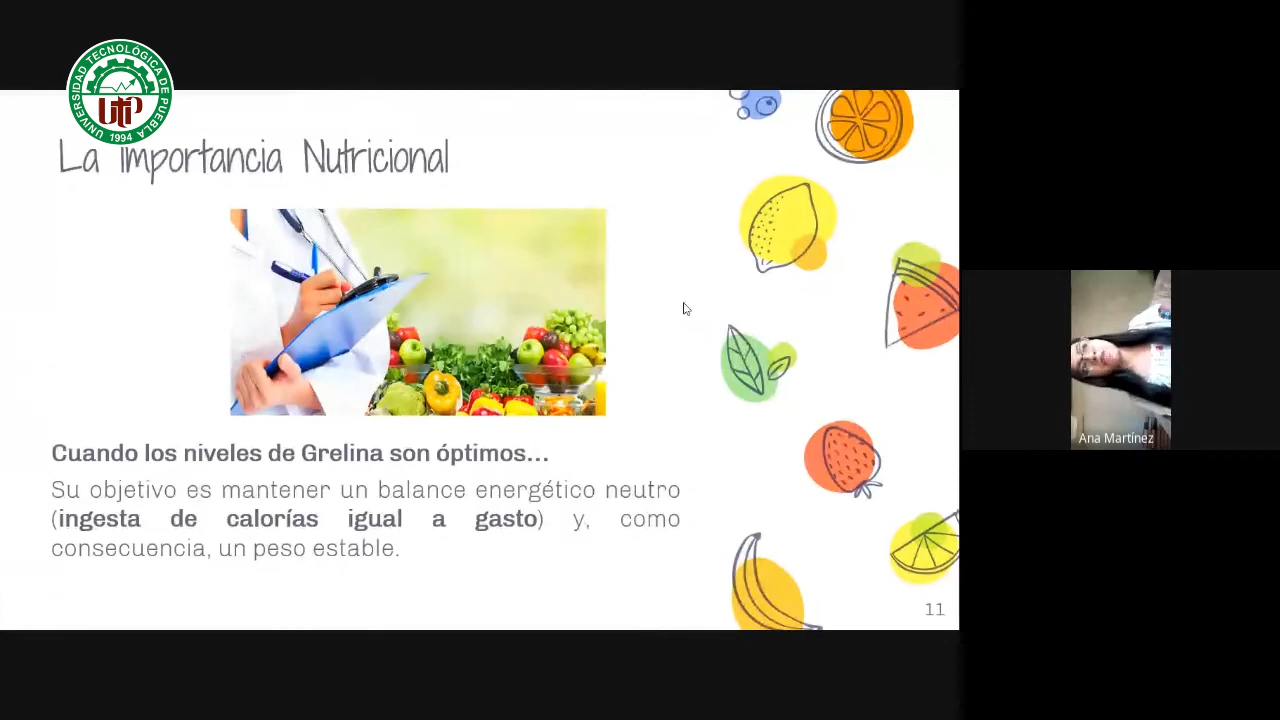 UNIVERSIDAD TECNOLÓGICA DE PUEBLA
UTP
1994
La Importancia Nutricional
Cuando los niveles de Grelina son óptimos...
Su objetivo es mantener un balance energético neutro
(ingesta de calorías igual a gasto) y, como
consecuencia, un peso estable.
11
Ana Martínez